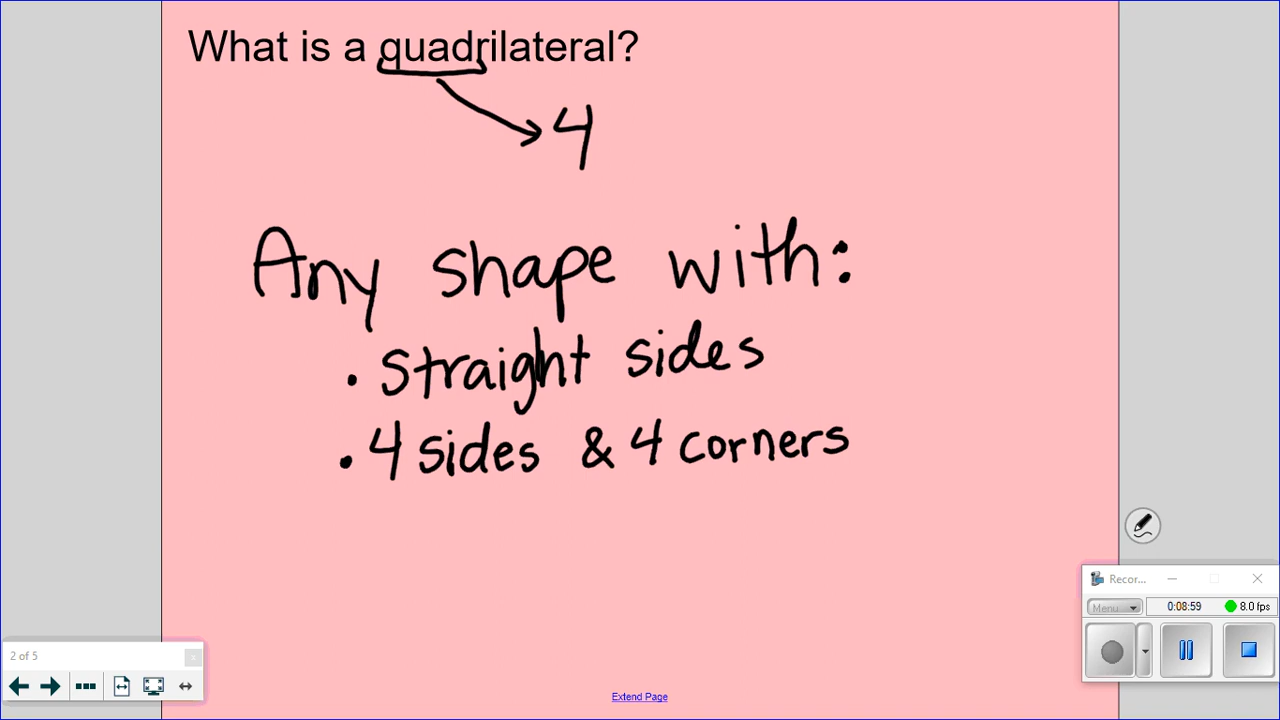 What is a quadrilateral?
4
Any shape with:
• straight sides
• 4 sides & 4 corners
Recor...
Menu
0:08:59
8.0 fps
2 of 5
x
Extend Page